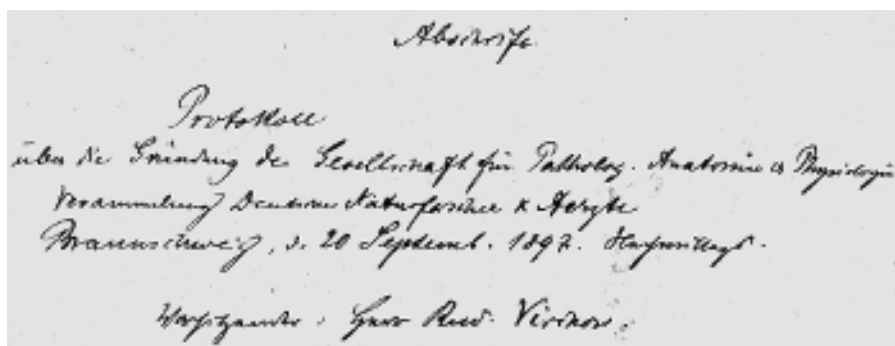 Abschrift.
Protokoll
über die Gründung der Gesellschaft für Patholog. Anatomie & Physiologie
Versammlung Deutscher Naturforscher & Aerzte
Braunschweig, d. 20 Septemb. 1897. Nachmittags.
Vorsitzender: Herr Rud. Virchow.